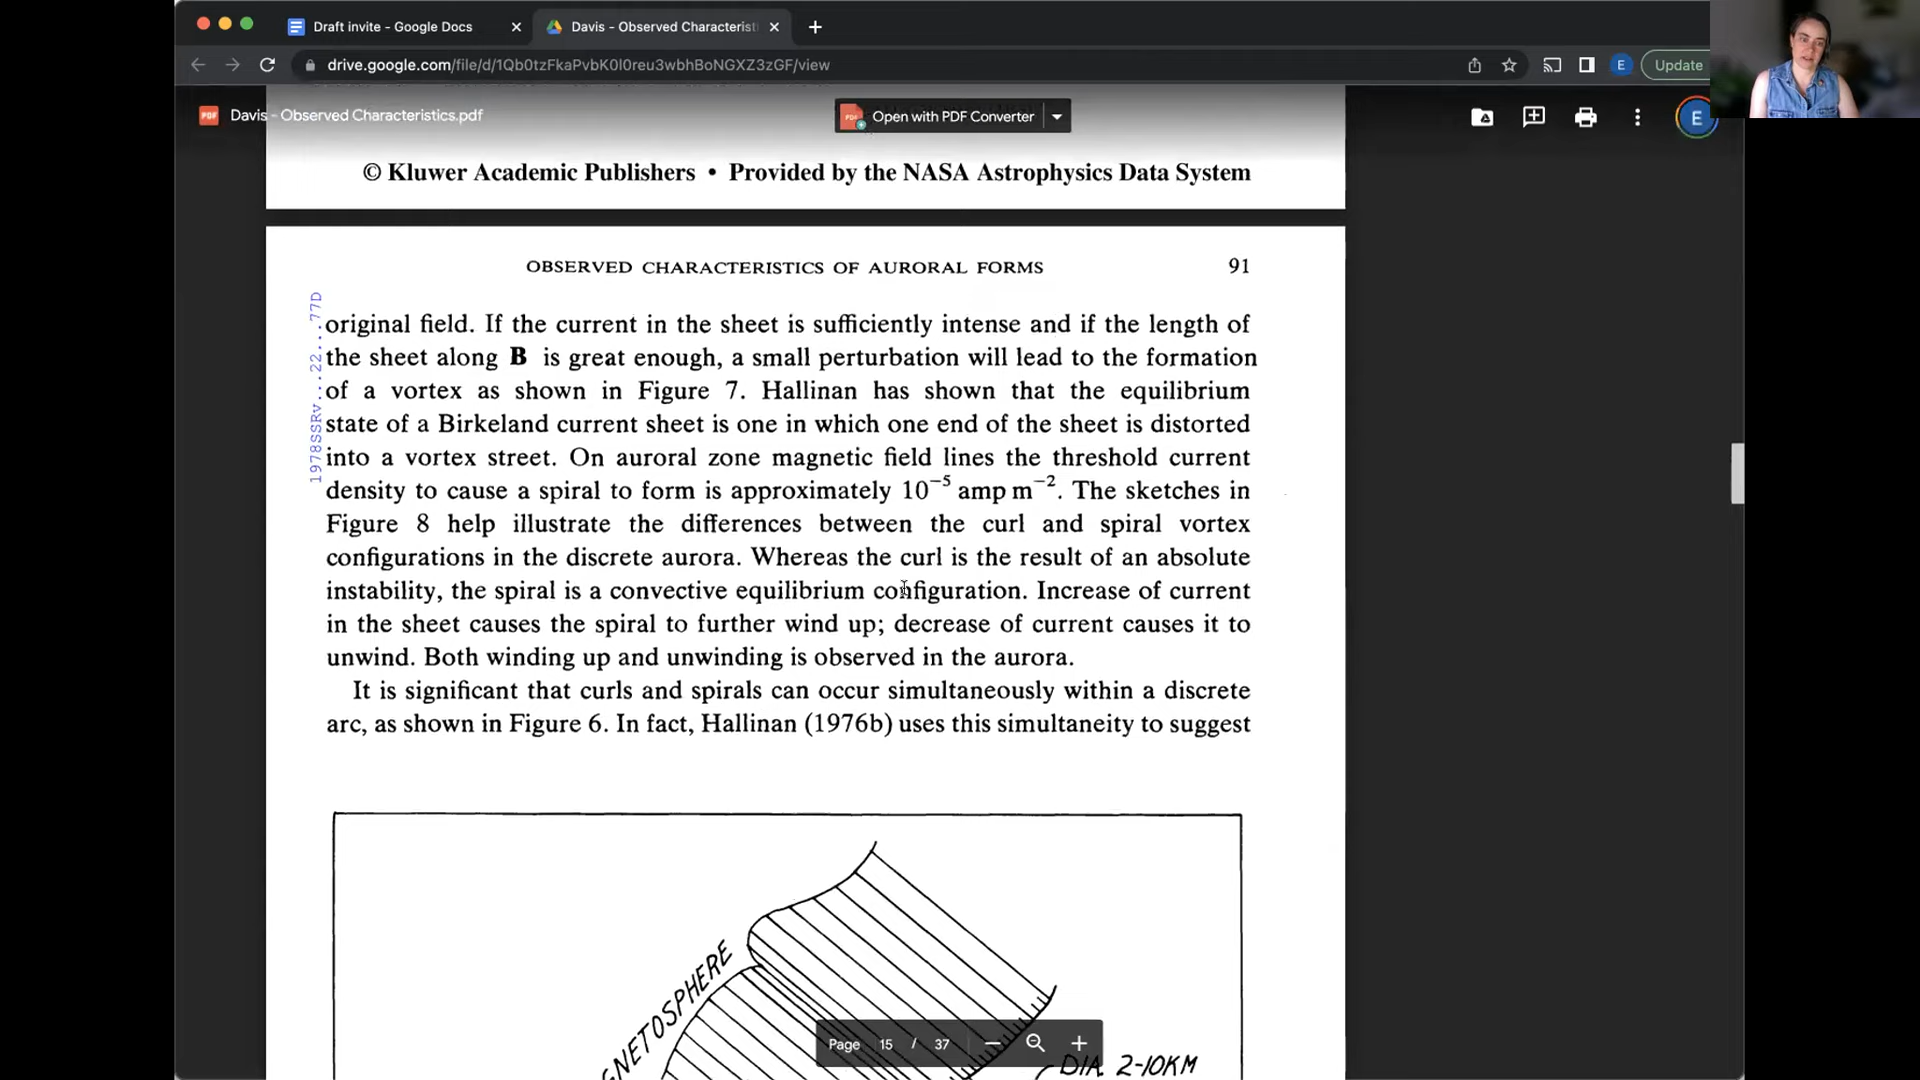 Draft invite - Google Docs
Davis - Observed Characterist
drive.google.com/file/d/1Qb0tzFkaPvbK0l0reu3wbhBoNGXZ3zGF/view
E
Update
Davis - Observed Characteristics.pdf
Open with PDF Converter
E
© Kluwer Academic Publishers • Provided by the NASA Astrophysics Data System
OBSERVED CHARACTERISTICS OF AURORAL FORMS 91
1978SSRv...22...77D
original field. If the current in the sheet is sufficiently intense and if the length of
the sheet along B is great enough, a small perturbation will lead to the formation
of a vortex as shown in Figure 7. Hallinan has shown that the equilibrium
state of a Birkeland current sheet is one in which one end of the sheet is distorted
into a vortex street. On auroral zone magnetic field lines the threshold current
density to cause a spiral to form is approximately 10⁻⁵ amp m⁻². The sketches in
Figure 8 help illustrate the differences between the curl and spiral vortex
configurations in the discrete aurora. Whereas the curl is the result of an absolute
instability, the spiral is a convective equilibrium configuration. Increase of current
in the sheet causes the spiral to further wind up; decrease of current causes it to
unwind. Both winding up and unwinding is observed in the aurora.
It is significant that curls and spirals can occur simultaneously within a discrete
arc, as shown in Figure 6. In fact, Hallinan (1976b) uses this simultaneity to suggest
GNETOSPHERE
Page 15 / 37
DIA. 2-10KM